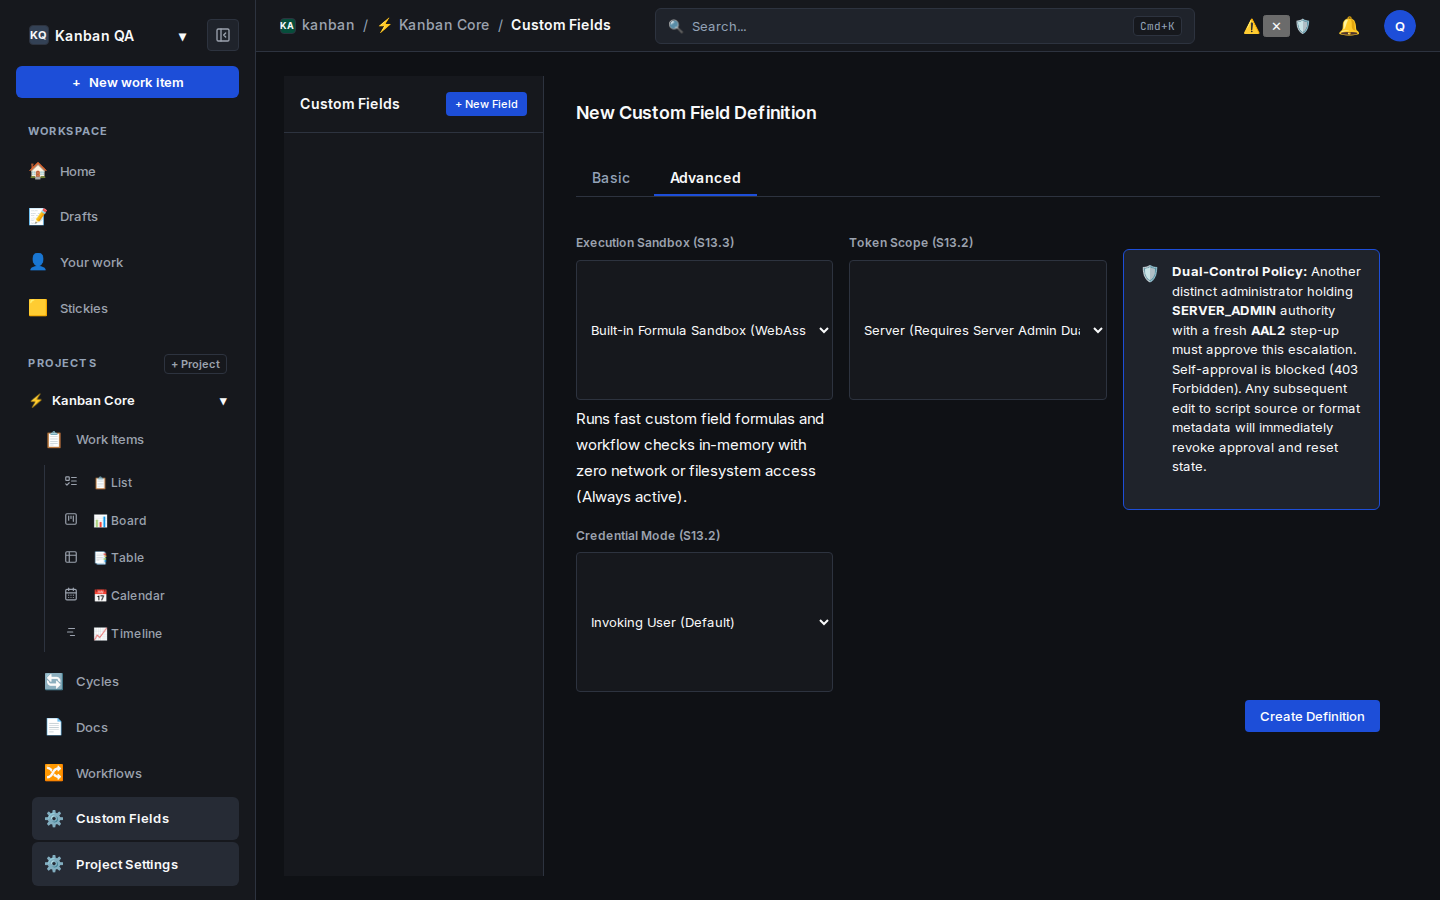 KQ Kanban QA ▾
+ New work item
WORKSPACE
Home
Drafts
Your work
Stickies
PROJECTS + Project
Kanban Core ▾
Work Items
List
Board
Table
Calendar
Timeline
Cycles
Docs
Workflows
Custom Fields
Project Settings
KA kanban / Kanban Core / Custom Fields
Search... Cmd+K
✕
Q
Custom Fields
+ New Field
New Custom Field Definition
Basic Advanced
Execution Sandbox (S13.3)
Built-in Formula Sandbox (WebAss
Runs fast custom field formulas and
workflow checks in-memory with
zero network or filesystem access
(Always active).
Token Scope (S13.2)
Server (Requires Server Admin Dua
Dual-Control Policy: Another
distinct administrator holding
SERVER_ADMIN authority
with a fresh AAL2 step-up
must approve this escalation.
Self-approval is blocked (403
Forbidden). Any subsequent
edit to script source or format
metadata will immediately
revoke approval and reset
state.
Credential Mode (S13.2)
Invoking User (Default)
Create Definition